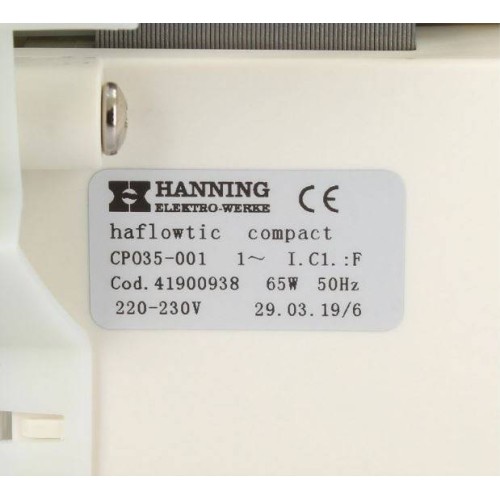 HANNING CE
ELEKTRO-WERKE
haflowtic compact
CP035-001 1~ I.C1.:F
Cod.41900938 65W 50Hz
220-230V 29.03.19/6